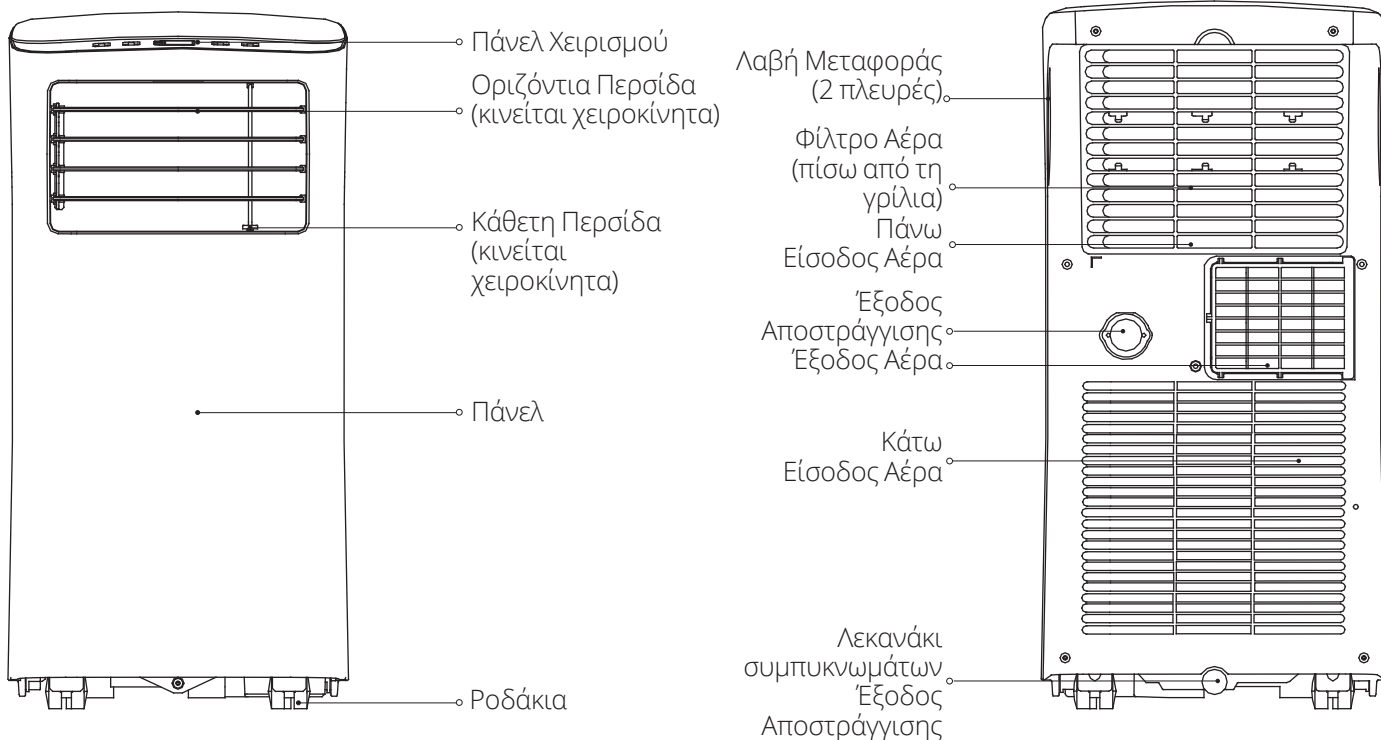 Πάνελ Χειρισμού
Οριζόντια Περσίδα
(κινείται χειροκίνητα)
Κάθετη Περσίδα
(κινείται
χειροκίνητα)
Πάνελ
Ροδάκια
Λαβή Μεταφοράς
(2 πλευρές)
Φίλτρο Αέρα
(πίσω από τη
γρίλια)
Πάνω
Είσοδος Αέρα
Έξοδος
Αποστράγγισης
Έξοδος Αέρα
Κάτω
Είσοδος Αέρα
Λεκανάκι
συμπυκνωμάτων
Έξοδος
Αποστράγγισης